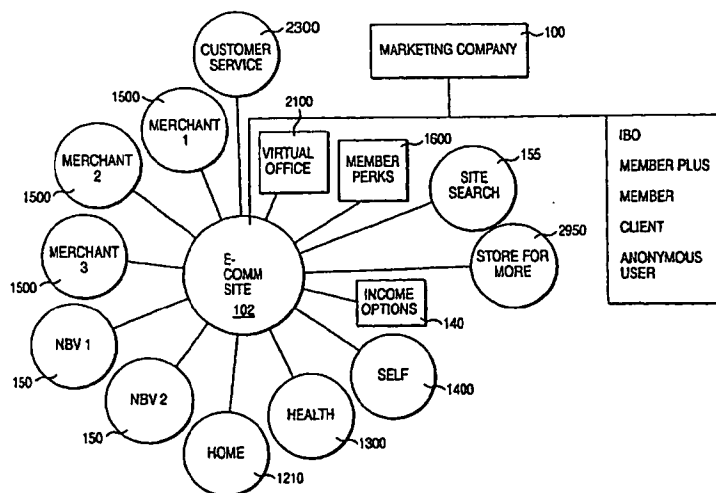 2300
CUSTOMER
SERVICE
100
MARKETING COMPANY
1500
MERCHANT
1
2100
VIRTUAL
OFFICE
1600
MEMBER
PERKS
155
SITE
SEARCH
IBO
MEMBER PLUS
MEMBER
CLIENT
ANONYMOUS
USER
MERCHANT
2
1500
2950
STORE FOR
MORE
MERCHANT
3
1500
E-
COMM
SITE
102
INCOME
OPTIONS
140
NBV 1
150
SELF
1400
NBV 2
150
HEALTH
1300
HOME
1210